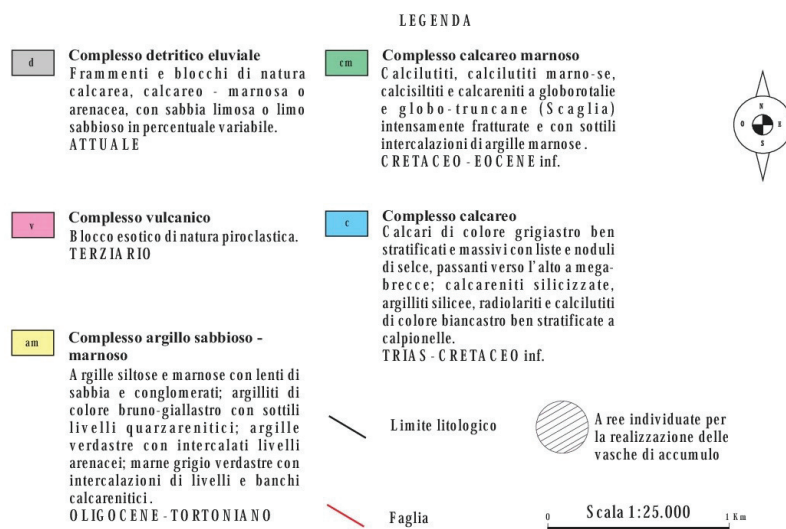 LEGENDA
d
Complesso detritico eluviale
Frammenti e blocchi di natura
calcarea, calcareo - marnosa o
arenacea, con sabbia limosa o limo
sabbioso in percentuale variabile.
ATTUALE
v
Complesso vulcanico
Blocco esotico di natura piroclastica.
TERZIARIO
am
Complesso argillo sabbioso -
marnoso
Argille siltose e marnose con lenti di
sabbia e conglomerati; argilliti di
colore bruno-giallastro con sottili
livelli quarzarenitici; argille
verdastre con intercalati livelli
arenacei; marne grigio verdastre con
intercalazioni di livelli e banchi
calcarenitici.
OLIGOCENE - TORTONIANO
cm
Complesso calcareo marnoso
Calcilutiti, calcilutiti marno-se,
calcisiltiti e calcareniti a globorotalie
e globo-truncane (Scaglia)
intensamente fratturate e con sottili
intercalazioni di argille marnose.
CRETACEO - EOCENE inf.
c
Complesso calcareo
Calcari di colore grigiastro ben
stratificati e massivi con liste e noduli
di selce, passanti verso l'alto a mega-
brecce; calcareniti silicizzate,
argilliti silicee, radiolariti e calcilutiti
di colore biancastro ben stratificate a
calpionelle.
TRIAS - CRETACEO inf.
N
O E
S
Limite litologico
Aree individuate per
la realizzazione delle
vasche di accumulo
Faglia
0 Scala 1:25.000 1 Km